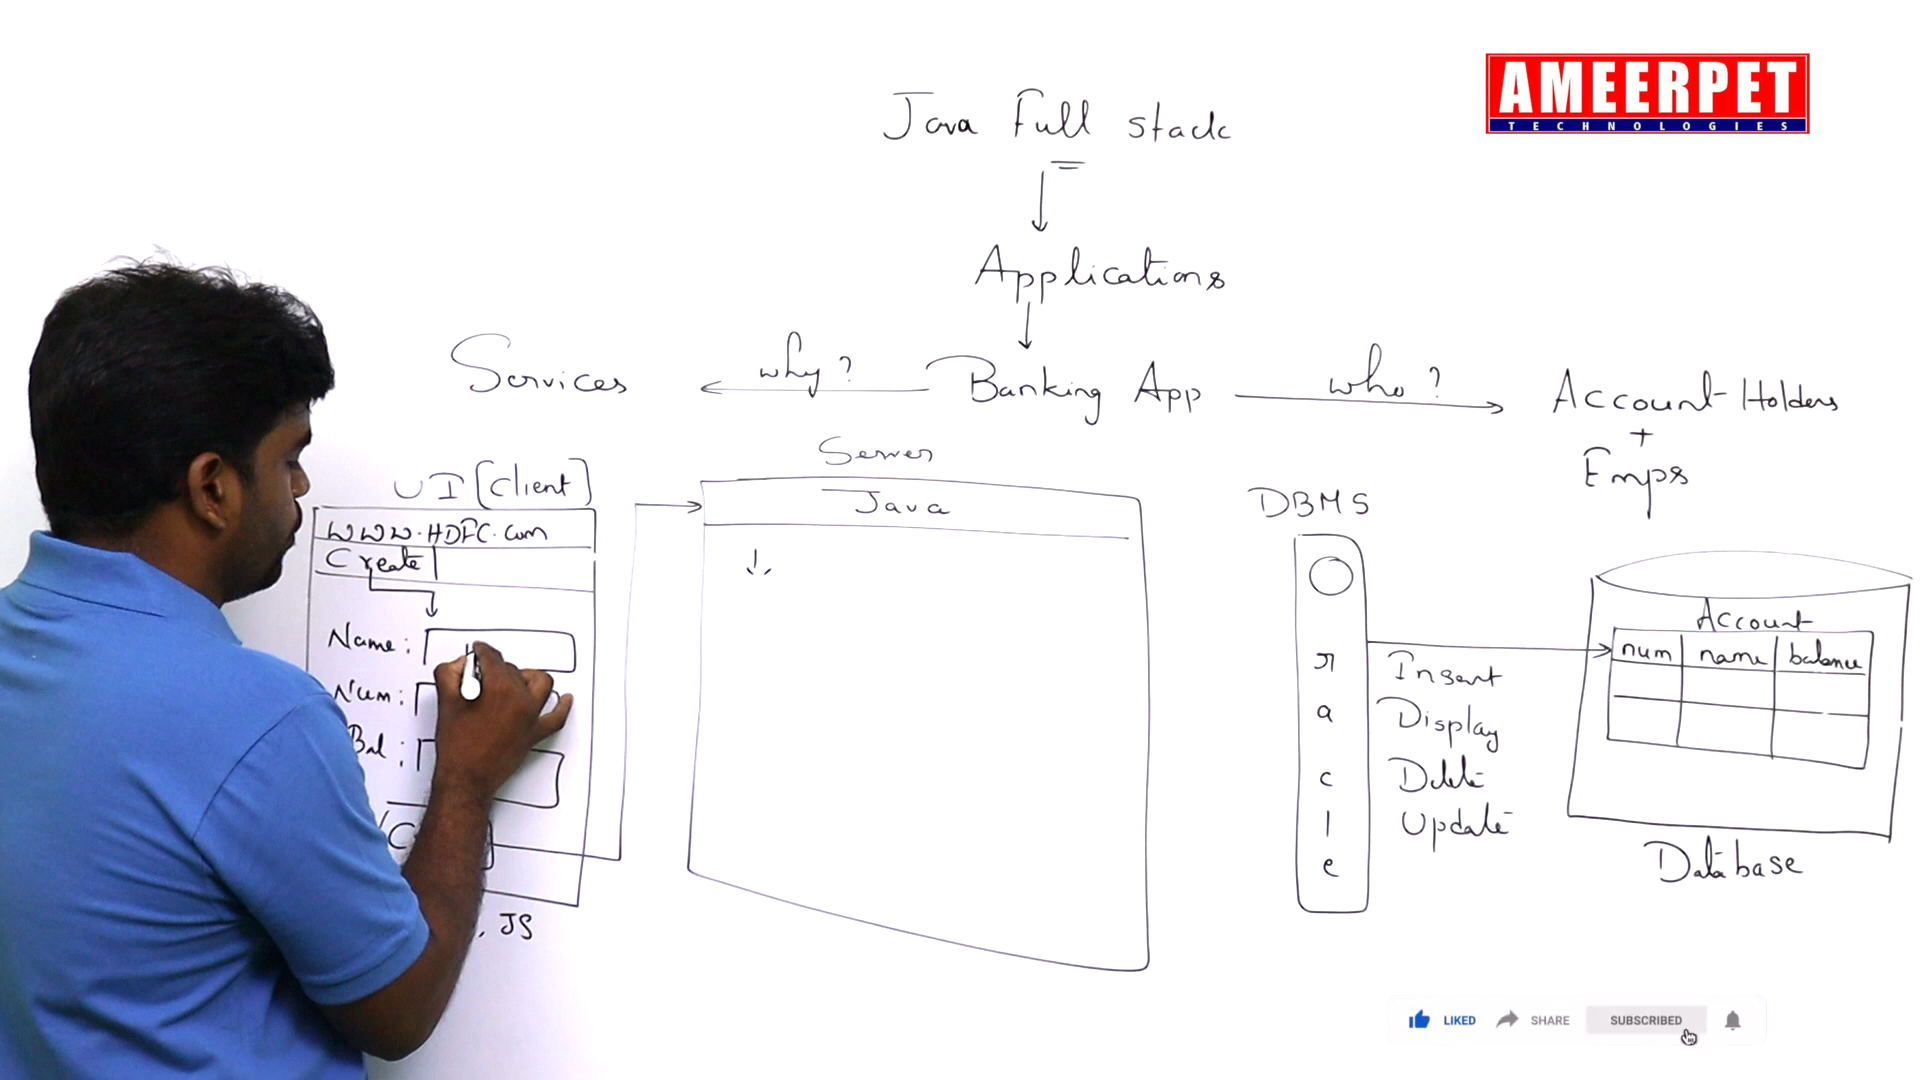 AMEERPET
TECHNOLOGIES
Java Full stack
Applications
Services
why?
Banking App
who?
Account Holders
+
Emps
UI [Client]
www.HDFC.com
Create
Name:
Num:
Bal:
, JS
Server
Java
DBMS
Oracle
Insert
Display
Delete
Update
Account
num name balance
Database
LIKED SHARE SUBSCRIBED